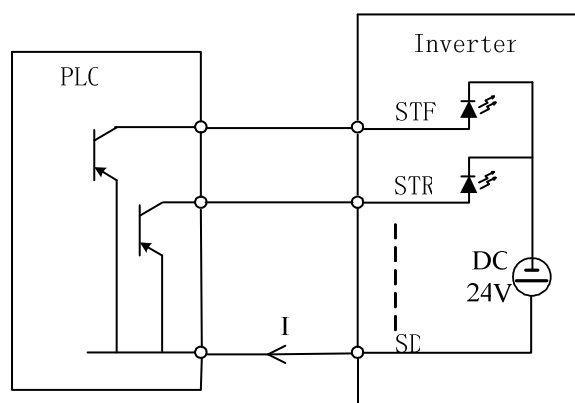 Inverter
PLC
STF
STR
DC
24V
I
SD